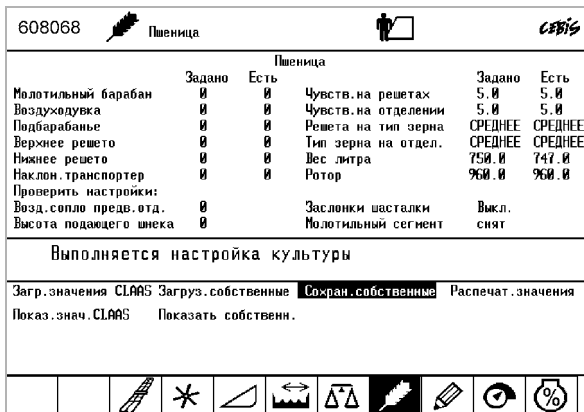 608068 Пшеница CEBIS
Пшеница
Задано Есть Задано Есть
Молотильный барабан 0 0 Чувств.на решетах 5.0 5.0
Воздуходувка 0 0 Чувств.на отделении 5.0 5.0
Подбарабанье 0 0 Решета на тип зерна СРЕДНЕЕ СРЕДНЕЕ
Верхнее решето 0 0 Тип зерна на отдел. СРЕДНЕЕ СРЕДНЕЕ
Нижнее решето 0 0 Вес литра 750.0 747.0
Наклон.транспортер 0 0 Ротор 960.0 960.0
Проверить настройки:
Возд.сопло предв.отд. 0 Заслонки шасталки Выкл.
Высота подающего шнека 0 Молотильный сегмент снят
Выполняется настройка культуры
Загр.значения CLAAS Загруз.собственные Сохран.собственные Распечат.значения
Показ.знач.CLAAS Показать собственн.
%